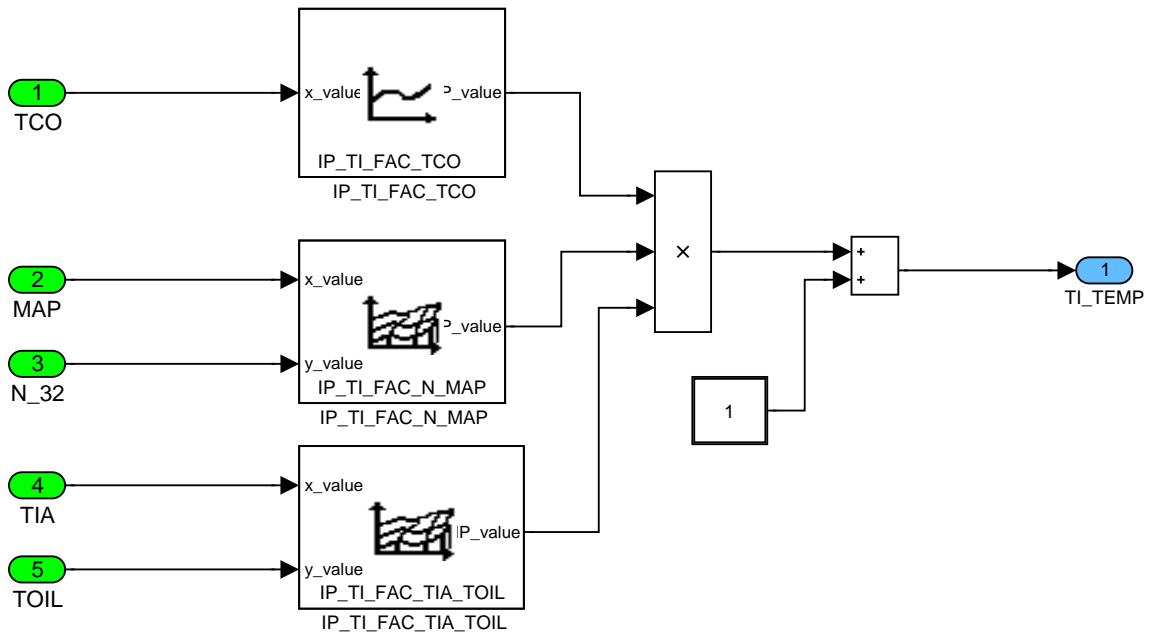 1
TCO
x_value
P_value
IP_TI_FAC_TCO
IP_TI_FAC_TCO
2
MAP
3
N_32
x_value
y_value
P_value
IP_TI_FAC_N_MAP
IP_TI_FAC_N_MAP
4
TIA
5
TOIL
x_value
y_value
IP_value
IP_TI_FAC_TIA_TOIL
IP_TI_FAC_TIA_TOIL
×
+
+
1
1
TI_TEMP